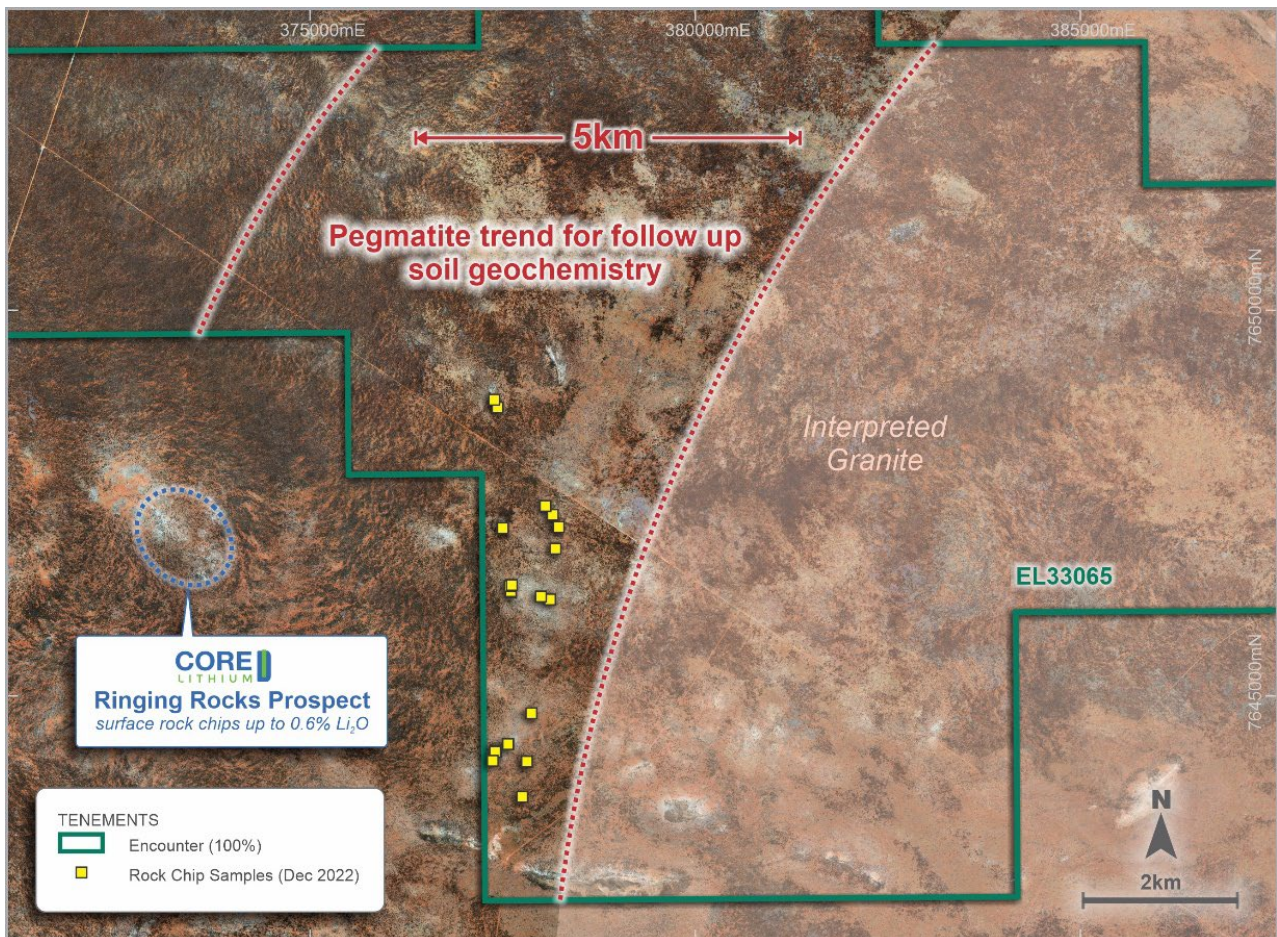 375000mE
380000mE
385000mE
5km
Pegmatite trend for follow up
soil geochemistry
7650000mN
Interpreted
Granite
EL33065
CORE
LITHIUM
Ringing Rocks Prospect
surface rock chips up to 0.6% Li₂O
7645000mN
TENEMENTS
Encounter (100%)
Rock Chip Samples (Dec 2022)
N
2km